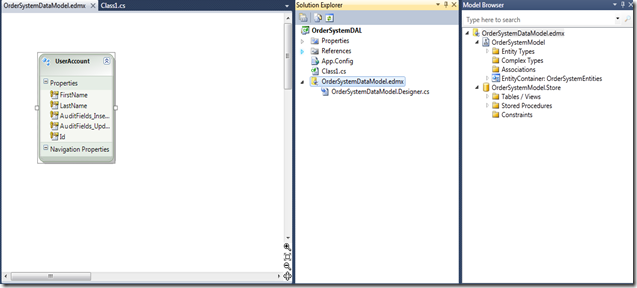 OrderSystemDataModel.edmx
Class1.cs
UserAccount
Properties
FirstName
LastName
AuditFields_Inse...
AuditFields_Upd...
Id
Navigation Properties
Solution Explorer
OrderSystemDAL
Properties
References
App.Config
Class1.cs
OrderSystemDataModel.edmx
OrderSystemDataModel.Designer.cs
Model Browser
Type here to search
OrderSystemDataModel.edmx
OrderSystemModel
Entity Types
Complex Types
Associations
EntityContainer: OrderSystemEntities
OrderSystemModel.Store
Tables / Views
Stored Procedures
Constraints